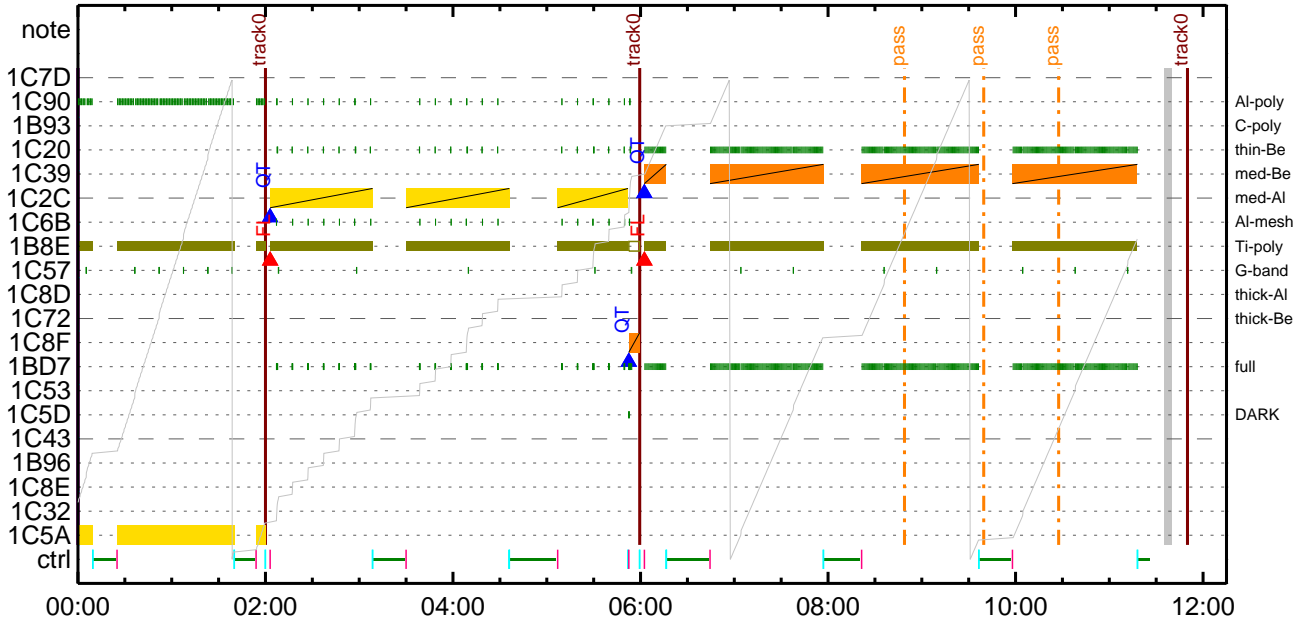 note
track0
track0
pass
pass
pass
track0
1C7D
1C90 Al-poly
1B93 C-poly
1C20 thin-Be
QT
QT
1C39 med-Be
1C2C med-Al
1C6B Al-mesh
FL
FL
1B8E Ti-poly
1C57 G-band
1C8D thick-Al
1C72 thick-Be
QT
1C8F
1BD7 full
1C53
1C5D DARK
1C43
1B96
1C8E
1C32
1C5A
ctrl
00:00 02:00 04:00 06:00 08:00 10:00 12:00